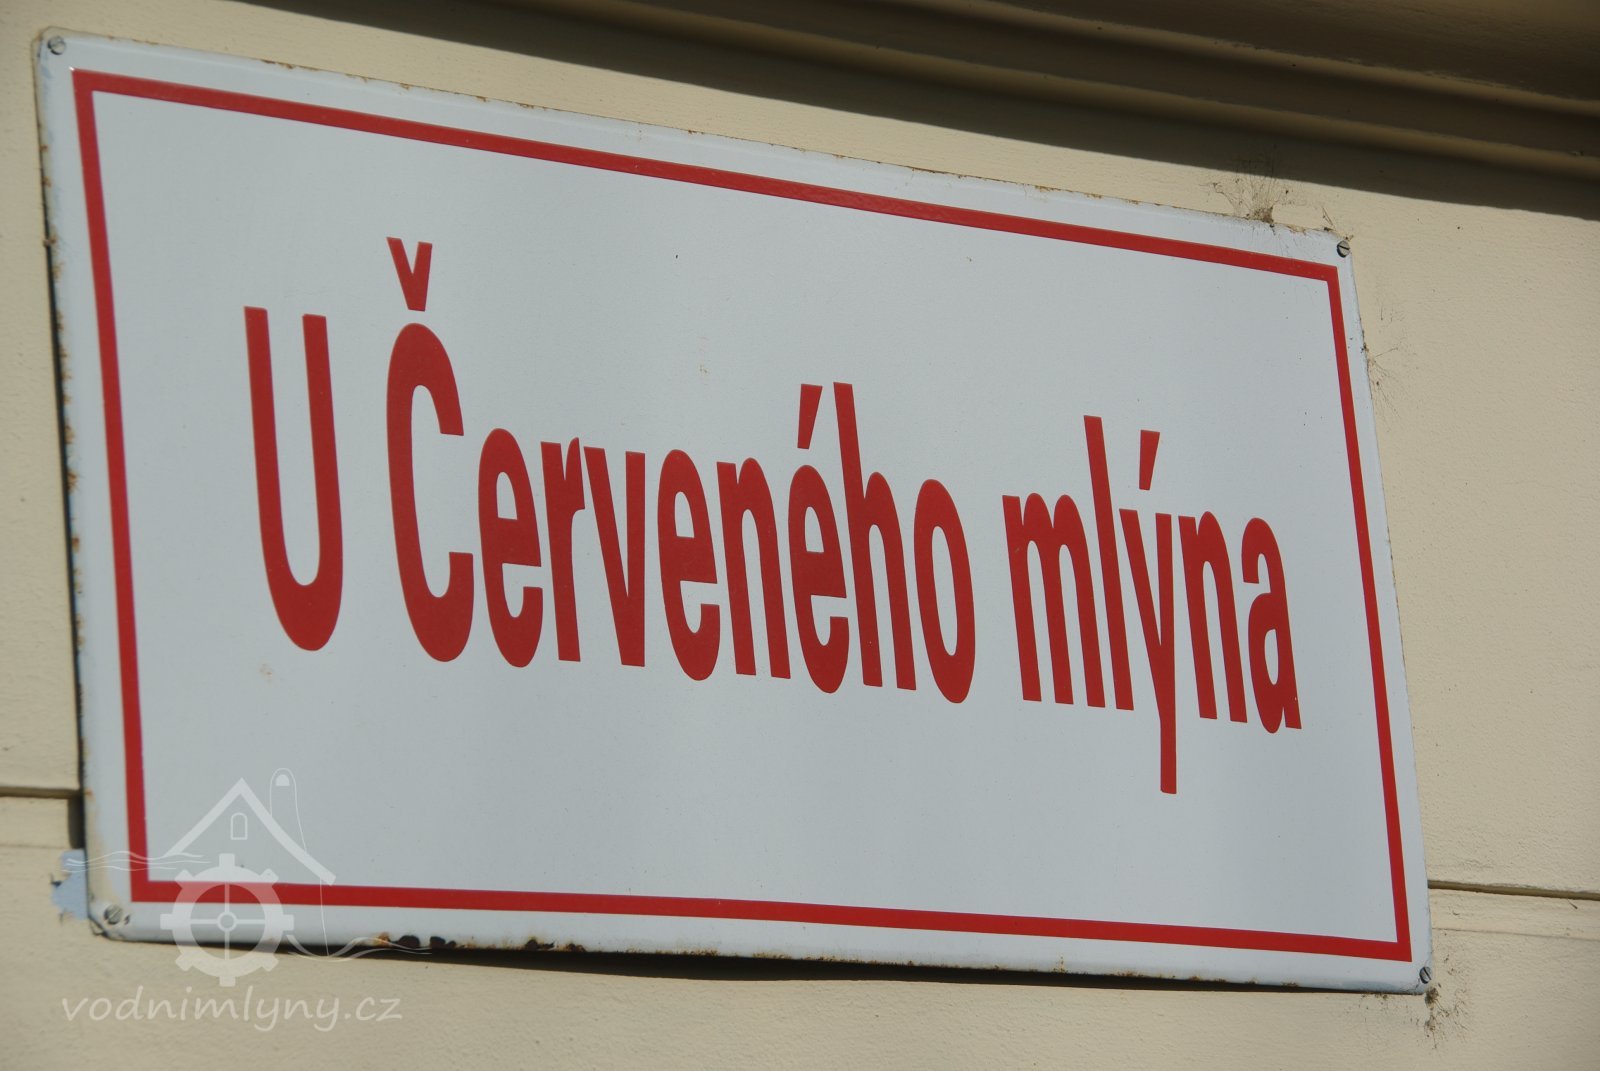 U Červeného mlýna
vodnimlyny.cz